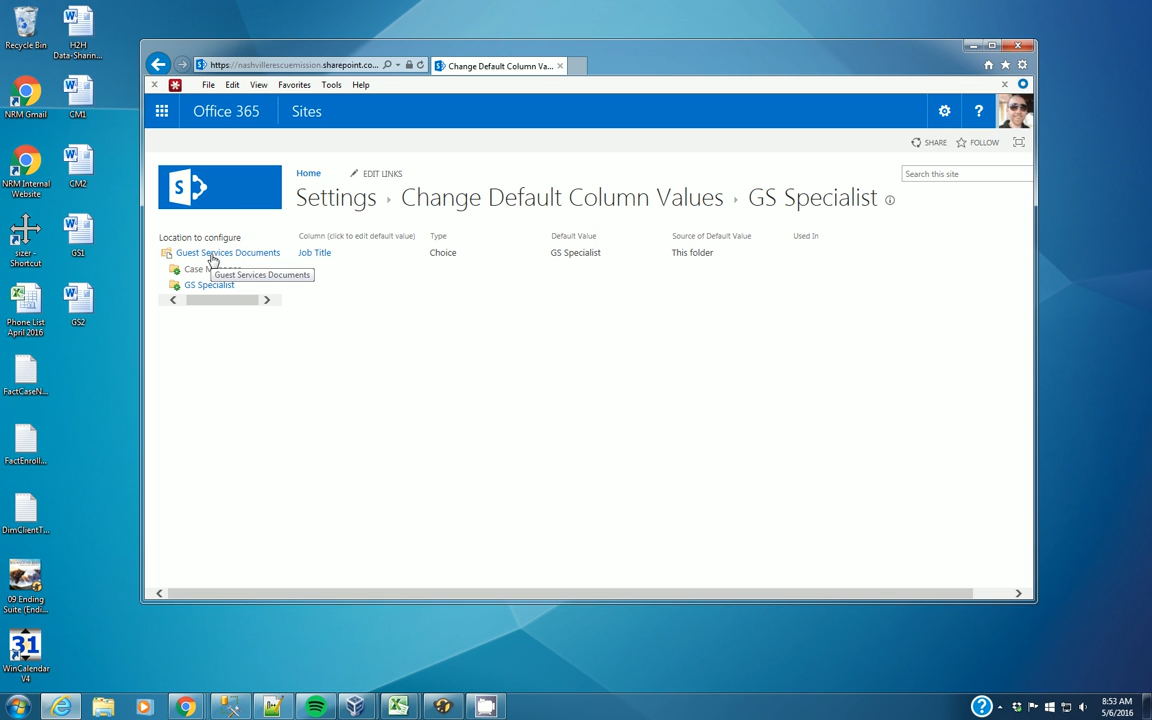 Recycle Bin
H2H
Data-Sharin...
NRM Gmail
CM1
NRM Internal
Website
CM2
sizer -
Shortcut
GS1
Phone List
April 2016
GS2
FactCaseN...
FactEnroll...
DimClientT...
09 Ending
Suite (Endi...
31
WinCalendar
V4
https://nashvillerescuemission.sharepoint.co...
Change Default Column Va...
File Edit View Favorites Tools Help
Office 365 Sites
SHARE FOLLOW
Home EDIT LINKS
Search this site
Settings › Change Default Column Values › GS Specialist
Location to configure
Column (click to edit default value) Type Default Value Source of Default Value Used In
Guest Services Documents Job Title Choice GS Specialist This folder
Guest Services Documents
GS Specialist
8:53 AM
5/6/2016